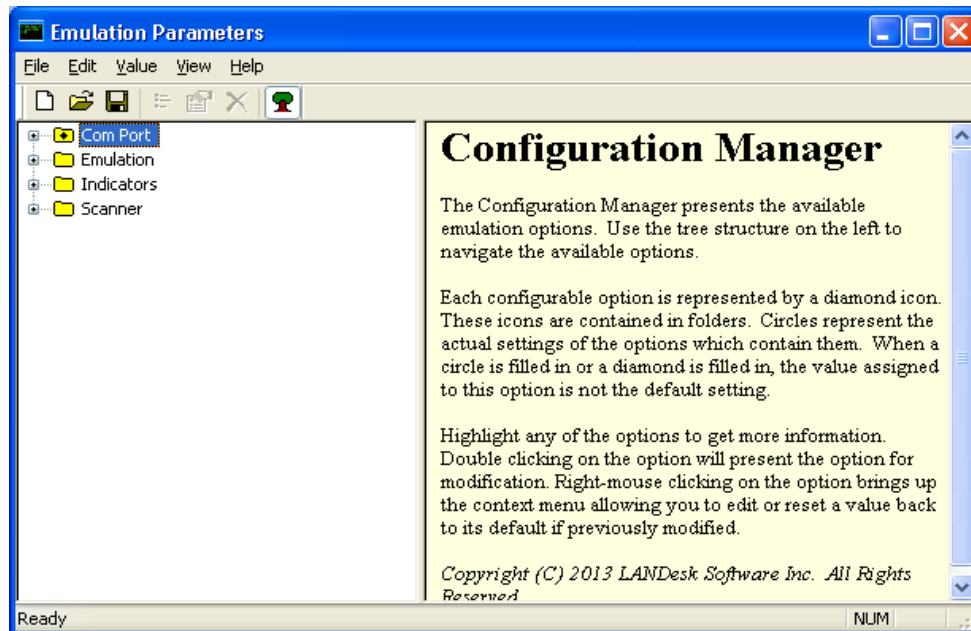 Emulation Parameters
File Edit Value View Help
Com Port
Emulation
Indicators
Scanner
Configuration Manager
The Configuration Manager presents the available
emulation options. Use the tree structure on the left to
navigate the available options.
Each configurable option is represented by a diamond icon.
These icons are contained in folders. Circles represent the
actual settings of the options which contain them. When a
circle is filled in or a diamond is filled in, the value assigned
to this option is not the default setting.
Highlight any of the options to get more information.
Double clicking on the option will present the option for
modification. Right-mouse clicking on the option brings up
the context menu allowing you to edit or reset a value back
to its default if previously modified.
Copyright (C) 2013 LANDesk Software Inc. All Rights
Reserved
Ready
NUM